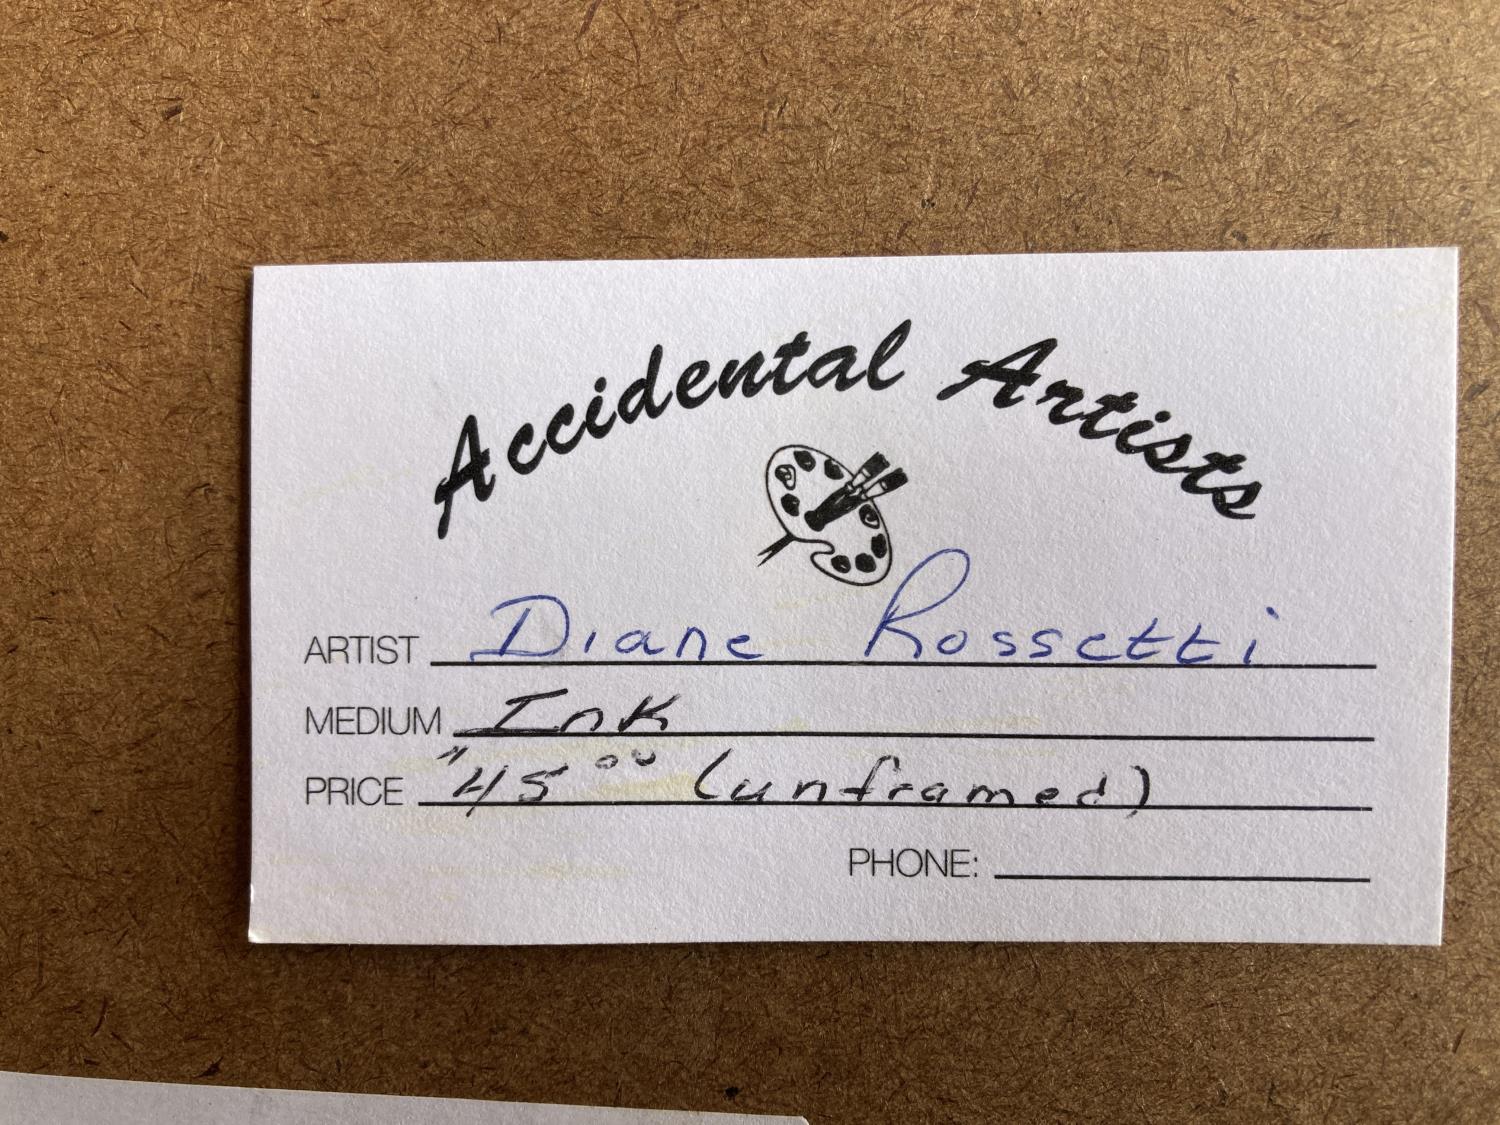 Accidental Artists
ARTIST Diane Rossetti
MEDIUM Ink
PRICE "45 00 (unframed)
PHONE: